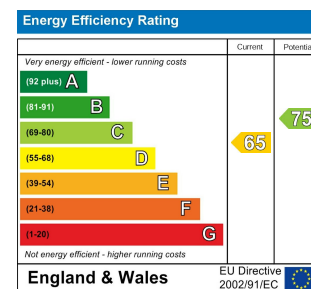 Energy Efficiency Rating
Current
Potentia
Very energy efficient - lower running costs
(92 plus) A
(81-91) B
(69-80) C
(55-68) D
(39-54) E
(21-38) F
(1-20) G
65
75
Not energy efficient - higher running costs
England & Wales
EU Directive
2002/91/EC